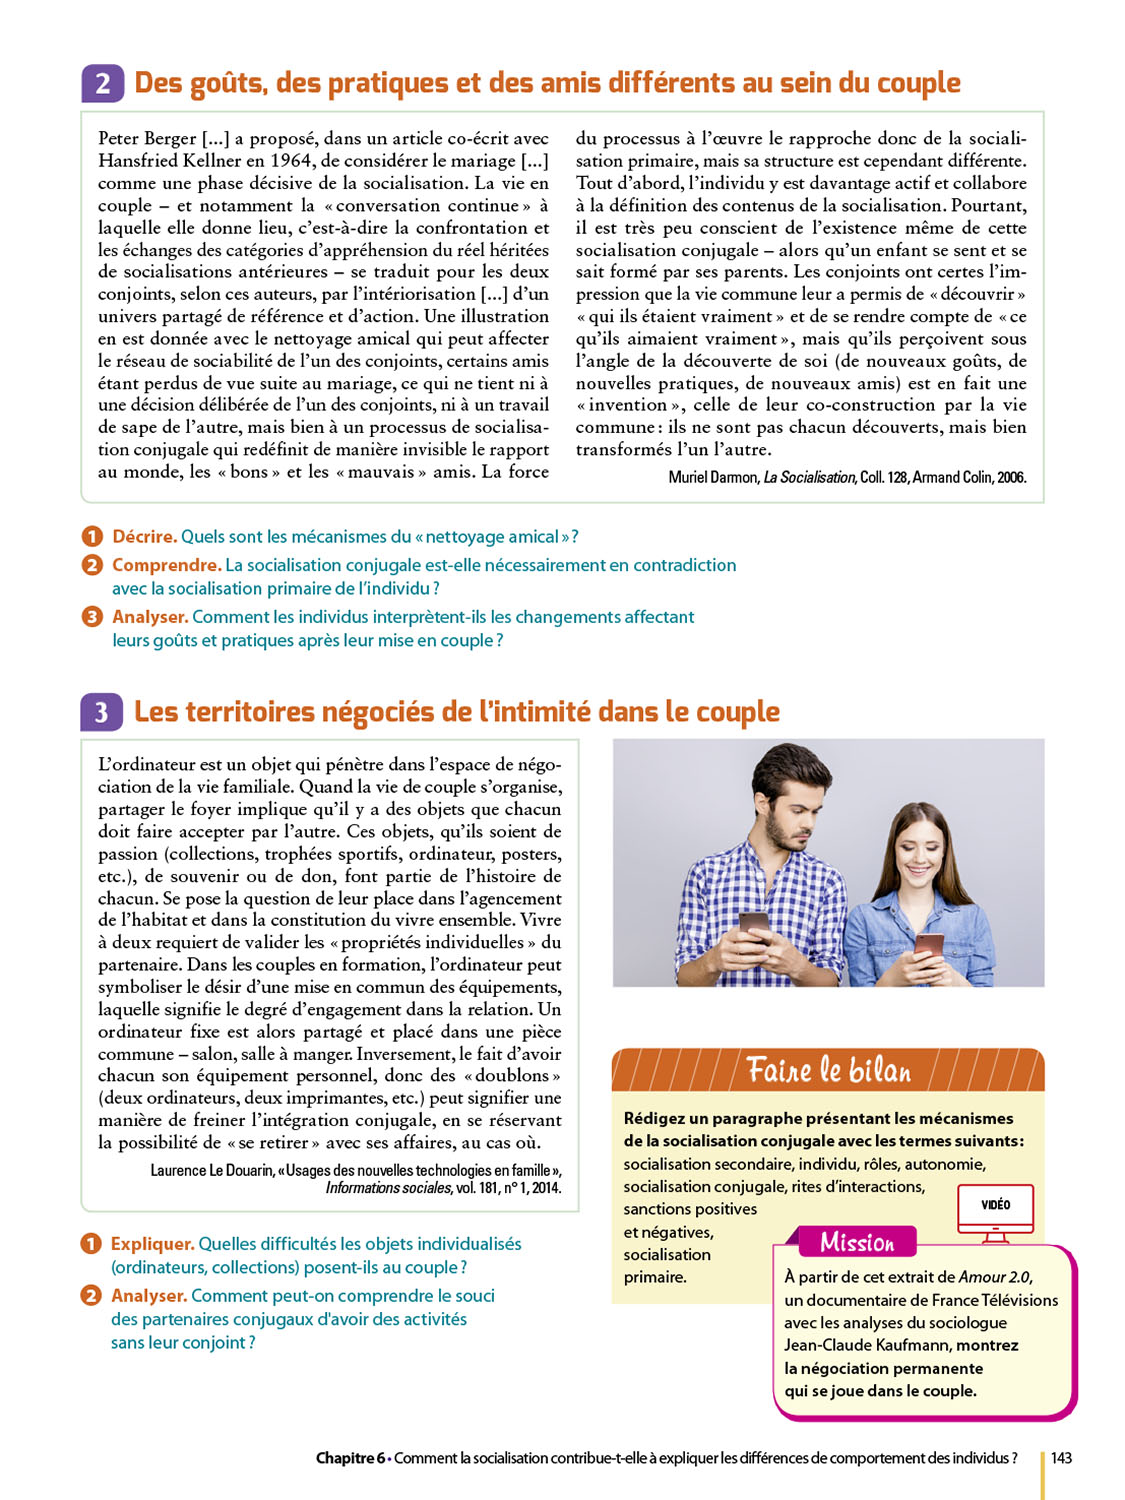 2 Des goûts, des pratiques et des amis différents au sein du couple
Peter Berger [...] a proposé, dans un article co-écrit avec
Hansfried Kellner en 1964, de considérer le mariage [...]
comme une phase décisive de la socialisation. La vie en
couple – et notamment la « conversation continue » à
laquelle elle donne lieu, c'est-à-dire la confrontation et
les échanges des catégories d'appréhension du réel héritées
de socialisations antérieures – se traduit pour les deux
conjoints, selon ces auteurs, par l'intériorisation [...] d'un
univers partagé de référence et d'action. Une illustration
en est donnée avec le nettoyage amical qui peut affecter
le réseau de sociabilité de l'un des conjoints, certains amis
étant perdus de vue suite au mariage, ce qui ne tient ni à
une décision délibérée de l'un des conjoints, ni à un travail
de sape de l'autre, mais bien à un processus de socialisa-
tion conjugale qui redéfinit de manière invisible le rapport
au monde, les « bons » et les « mauvais » amis. La force
du processus à l'œuvre le rapproche donc de la sociali-
sation primaire, mais sa structure est cependant différente.
Tout d'abord, l'individu y est davantage actif et collabore
à la définition des contenus de la socialisation. Pourtant,
il est très peu conscient de l'existence même de cette
socialisation conjugale – alors qu'un enfant se sent et se
sait formé par ses parents. Les conjoints ont certes l'im-
pression que la vie commune leur a permis de « découvrir »
« qui ils étaient vraiment » et de se rendre compte de « ce
qu'ils aimaient vraiment », mais qu'ils perçoivent sous
l'angle de la découverte de soi (de nouveaux goûts, de
nouvelles pratiques, de nouveaux amis) est en fait une
« invention », celle de leur co-construction par la vie
commune : ils ne sont pas chacun découverts, mais bien
transformés l'un l'autre.
Muriel Darmon, La Socialisation, Coll. 128, Armand Colin, 2006.
1 Décrire. Quels sont les mécanismes du « nettoyage amical » ?
2 Comprendre. La socialisation conjugale est-elle nécessairement en contradiction
avec la socialisation primaire de l'individu ?
3 Analyser. Comment les individus interprètent-ils les changements affectant
leurs goûts et pratiques après leur mise en couple ?
3 Les territoires négociés de l'intimité dans le couple
L'ordinateur est un objet qui pénètre dans l'espace de négo-
ciation de la vie familiale. Quand la vie de couple s'organise,
partager le foyer implique qu'il y a des objets que chacun
doit faire accepter par l'autre. Ces objets, qu'ils soient de
passion (collections, trophées sportifs, ordinateur, posters,
etc.), de souvenir ou de don, font partie de l'histoire de
chacun. Se pose la question de leur place dans l'agencement
de l'habitat et dans la constitution du vivre ensemble. Vivre
à deux requiert de valider les « propriétés individuelles » du
partenaire. Dans les couples en formation, l'ordinateur peut
symboliser le désir d'une mise en commun des équipements,
laquelle signifie le degré d'engagement dans la relation. Un
ordinateur fixe est alors partagé et placé dans une pièce
commune – salon, salle à manger. Inversement, le fait d'avoir
chacun son équipement personnel, donc des « doublons »
(deux ordinateurs, deux imprimantes, etc.) peut signifier une
manière de freiner l'intégration conjugale, en se réservant
la possibilité de « se retirer » avec ses affaires, au cas où.
Laurence Le Douarin, « Usages des nouvelles technologies en famille »,
Informations sociales, vol. 181, n° 1, 2014.
1 Expliquer. Quelles difficultés les objets individualisés
(ordinateurs, collections) posent-ils au couple ?
2 Analyser. Comment peut-on comprendre le souci
des partenaires conjugaux d'avoir des activités
sans leur conjoint ?
Faire le bilan
Rédigez un paragraphe présentant les mécanismes
de la socialisation conjugale avec les termes suivants :
socialisation secondaire, individu, rôles, autonomie,
socialisation conjugale, rites d'interactions,
sanctions positives
et négatives,
socialisation
primaire.
VIDÉO
Mission
À partir de cet extrait de Amour 2.0,
un documentaire de France Télévisions
avec les analyses du sociologue
Jean-Claude Kaufmann, montrez
la négociation permanente
qui se joue dans le couple.
Chapitre 6 • Comment la socialisation contribue-t-elle à expliquer les différences de comportement des individus ? 143